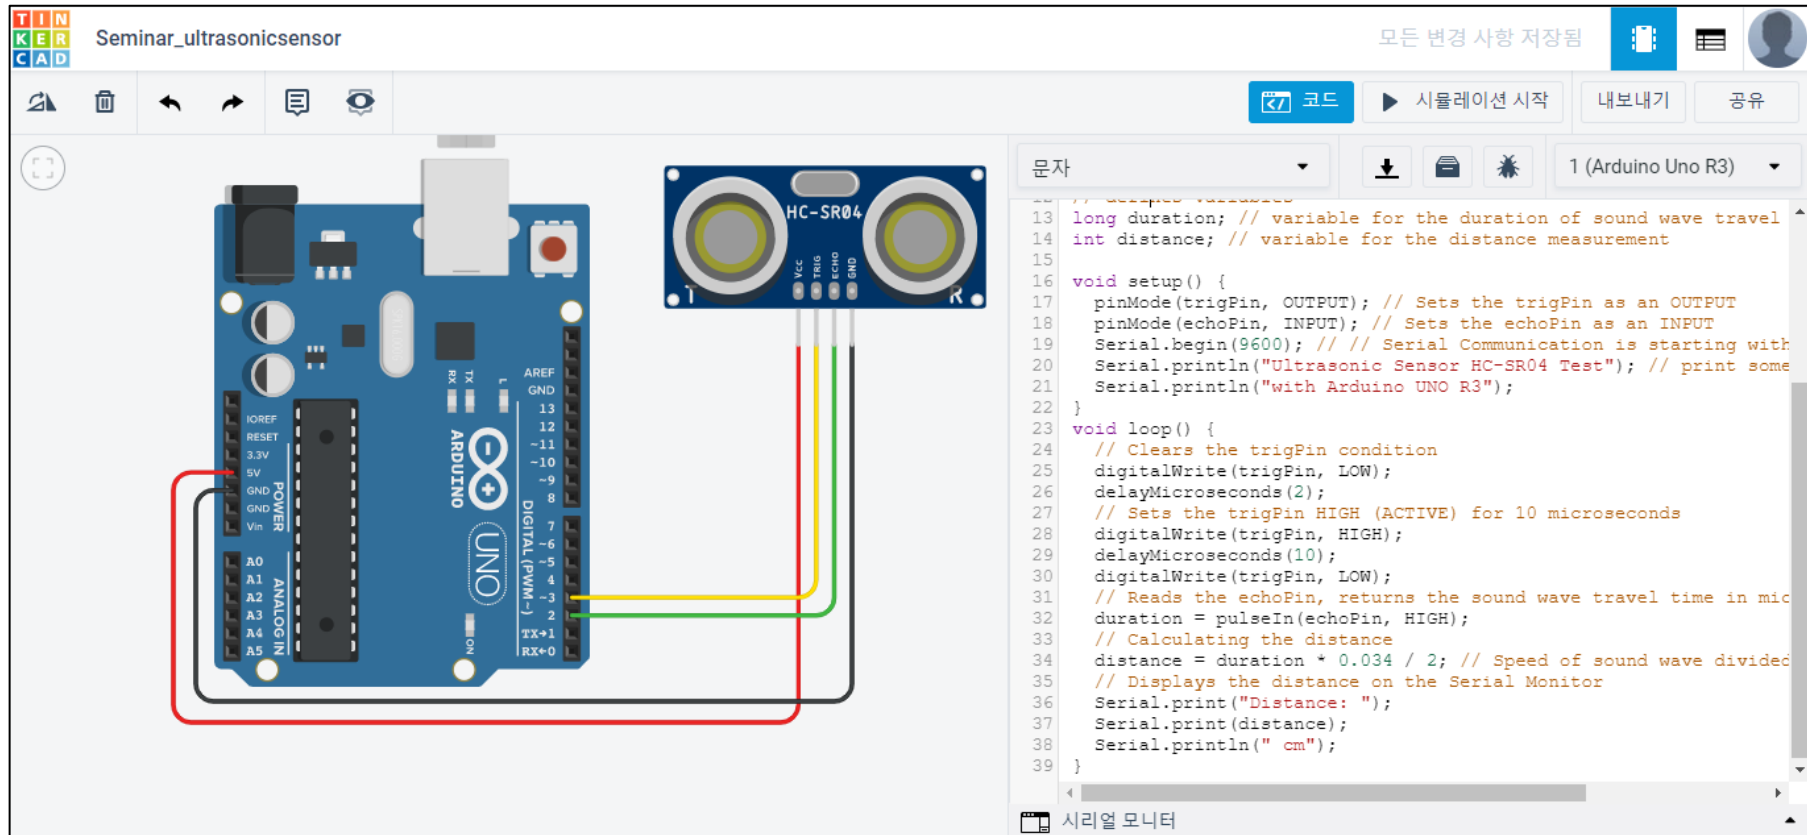 TIN
KER
CAD
Seminar_ultrasonicsensor
모든 변경 사항 저장됨
코드
시뮬레이션 시작
내보내기
공유
문자
1 (Arduino Uno R3)
HC-SR04
Vcc
TRIG
ECHO
GND
T
R
RX
TX
L
AREF
GND
13
12
~11
~10
~9
8
7
~6
~5
4
~3
2
TX→1
RX←0
IOREF
RESET
3.3V
5V
GND
GND
Vin
POWER
A0
A1
A2
A3
A4
A5
ANALOG IN
ARDUINO
UNO
DIGITAL (PWM~)
ON
12 // defines variables
13 long duration; // variable for the duration of sound wave travel
14 int distance; // variable for the distance measurement
15
16 void setup() {
17 pinMode(trigPin, OUTPUT); // Sets the trigPin as an OUTPUT
18 pinMode(echoPin, INPUT); // Sets the echoPin as an INPUT
19 Serial.begin(9600); // // Serial Communication is starting with
20 Serial.println("Ultrasonic Sensor HC-SR04 Test"); // print some
21 Serial.println("with Arduino UNO R3");
22 }
23 void loop() {
24 // Clears the trigPin condition
25 digitalWrite(trigPin, LOW);
26 delayMicroseconds(2);
27 // Sets the trigPin HIGH (ACTIVE) for 10 microseconds
28 digitalWrite(trigPin, HIGH);
29 delayMicroseconds(10);
30 digitalWrite(trigPin, LOW);
31 // Reads the echoPin, returns the sound wave travel time in mic
32 duration = pulseIn(echoPin, HIGH);
33 // Calculating the distance
34 distance = duration * 0.034 / 2; // Speed of sound wave divided
35 // Displays the distance on the Serial Monitor
36 Serial.print("Distance: ");
37 Serial.print(distance);
38 Serial.println(" cm");
39 }
시리얼 모니터